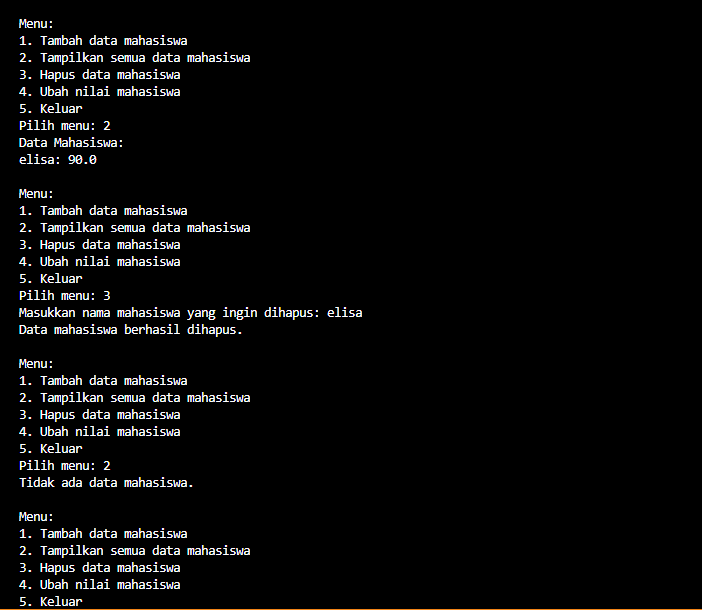 Menu:
1. Tambah data mahasiswa
2. Tampilkan semua data mahasiswa
3. Hapus data mahasiswa
4. Ubah nilai mahasiswa
5. Keluar
Pilih menu: 2
Data Mahasiswa:
elisa: 90.0
Menu:
1. Tambah data mahasiswa
2. Tampilkan semua data mahasiswa
3. Hapus data mahasiswa
4. Ubah nilai mahasiswa
5. Keluar
Pilih menu: 3
Masukkan nama mahasiswa yang ingin dihapus: elisa
Data mahasiswa berhasil dihapus.
Menu:
1. Tambah data mahasiswa
2. Tampilkan semua data mahasiswa
3. Hapus data mahasiswa
4. Ubah nilai mahasiswa
5. Keluar
Pilih menu: 2
Tidak ada data mahasiswa.
Menu:
1. Tambah data mahasiswa
2. Tampilkan semua data mahasiswa
3. Hapus data mahasiswa
4. Ubah nilai mahasiswa
5. Keluar